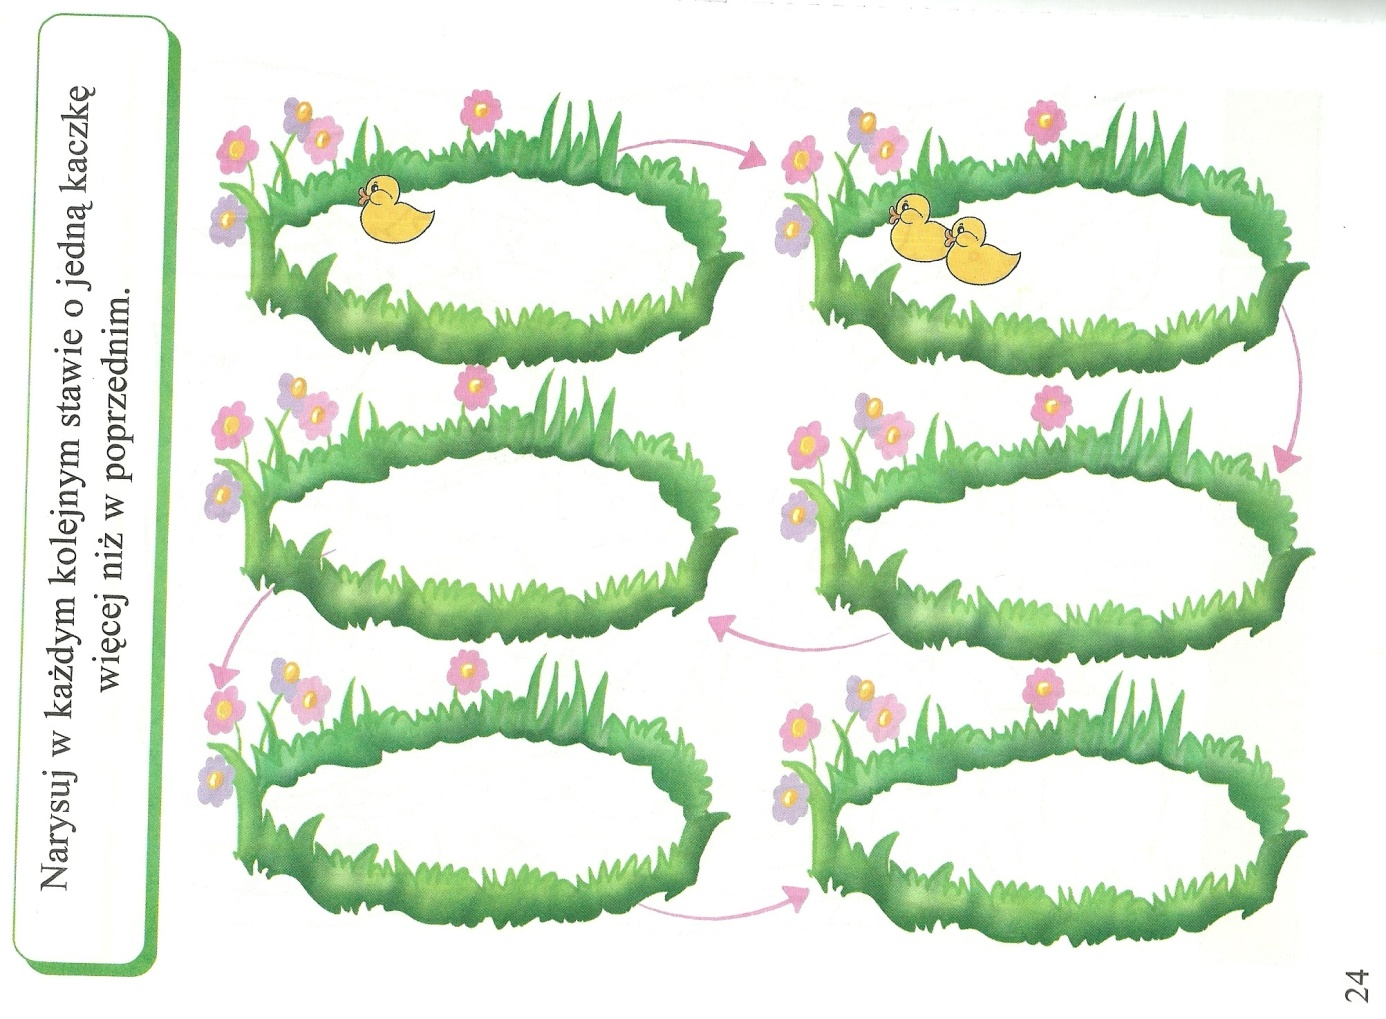 Narysuj w każdym kolejnym stawie o jedną kaczkę
więcej niż w poprzednim.
24